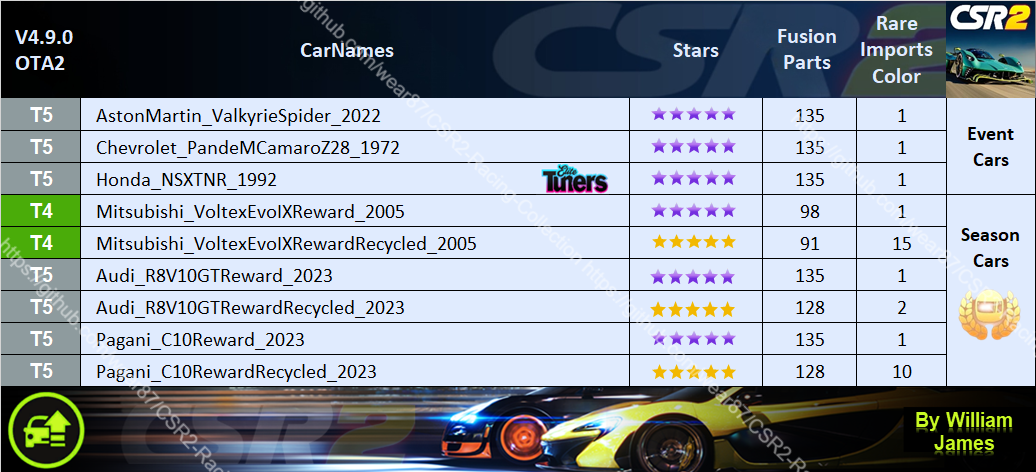 V4.9.0
OTA2
CarNames
Stars
Fusion
Parts
Rare
Imports
Color
CSR2
T5 AstonMartin_ValkyrieSpider_2022 135 1
T5 Chevrolet_PandeMCamaroZ28_1972 135 1
T5 Honda_NSXTNR_1992 Elite Tuners 135 1
Event
Cars
T4 Mitsubishi_VoltexEvoIXReward_2005 98 1
T4 Mitsubishi_VoltexEvoIXRewardRecycled_2005 91 15
T5 Audi_R8V10GTReward_2023 135 1
T5 Audi_R8V10GTRewardRecycled_2023 128 2
T5 Pagani_C10Reward_2023 135 1
T5 Pagani_C10RewardRecycled_2023 128 10
Season
Cars
CSR2
By William
James